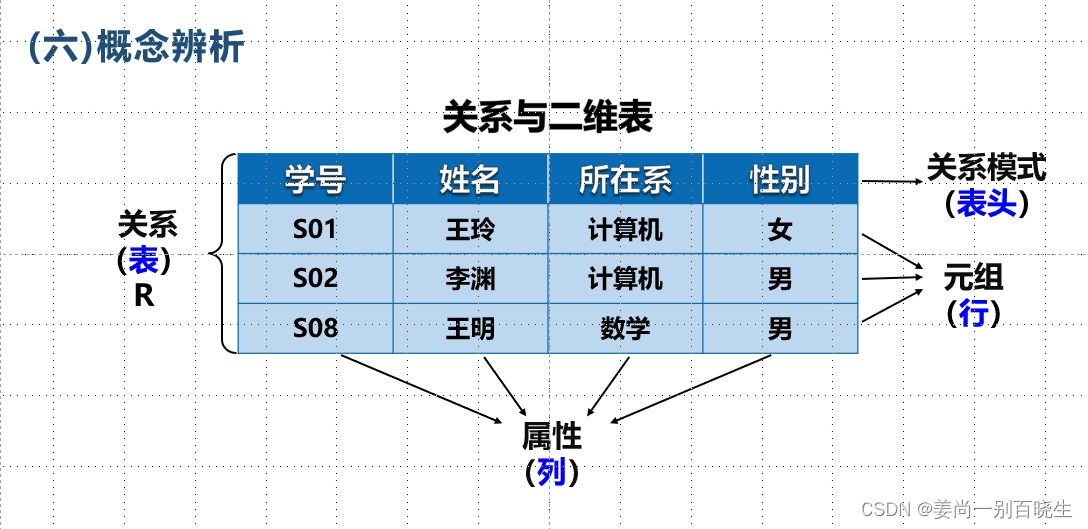 (六)概念辨析
关系与二维表
学号 姓名 所在系 性别
S01 王玲 计算机 女
S02 李渊 计算机 男
S08 王明 数学 男
关系
(表)
R
关系模式
(表头)
元组
(行)
属性
(列)
CSDN @姜尚一别百晓生